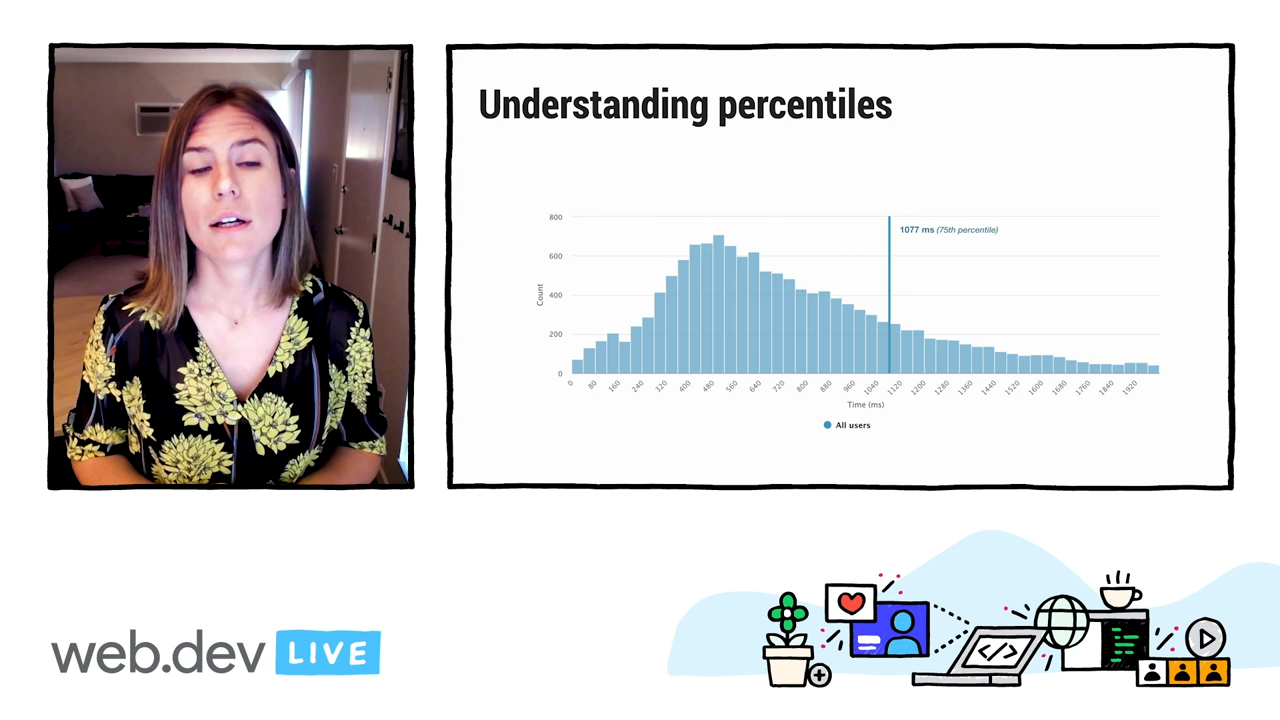 Understanding percentiles
800
600
400
200
0
Count
1077 ms (75th percentile)
0 80 160 240 320 400 480 560 640 720 800 880 960 1040 1120 1200 1280 1360 1440 1520 1600 1680 1760 1840 1920
Time (ms)
All users
web.dev LIVE